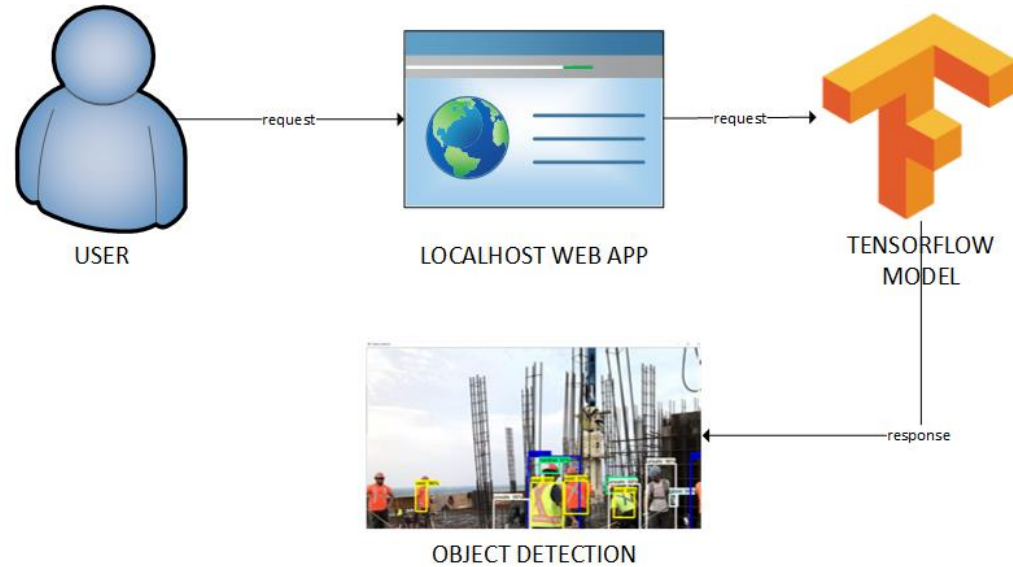 request
request
USER
LOCALHOST WEB APP
TENSORFLOW
MODEL
response
OBJECT DETECTION